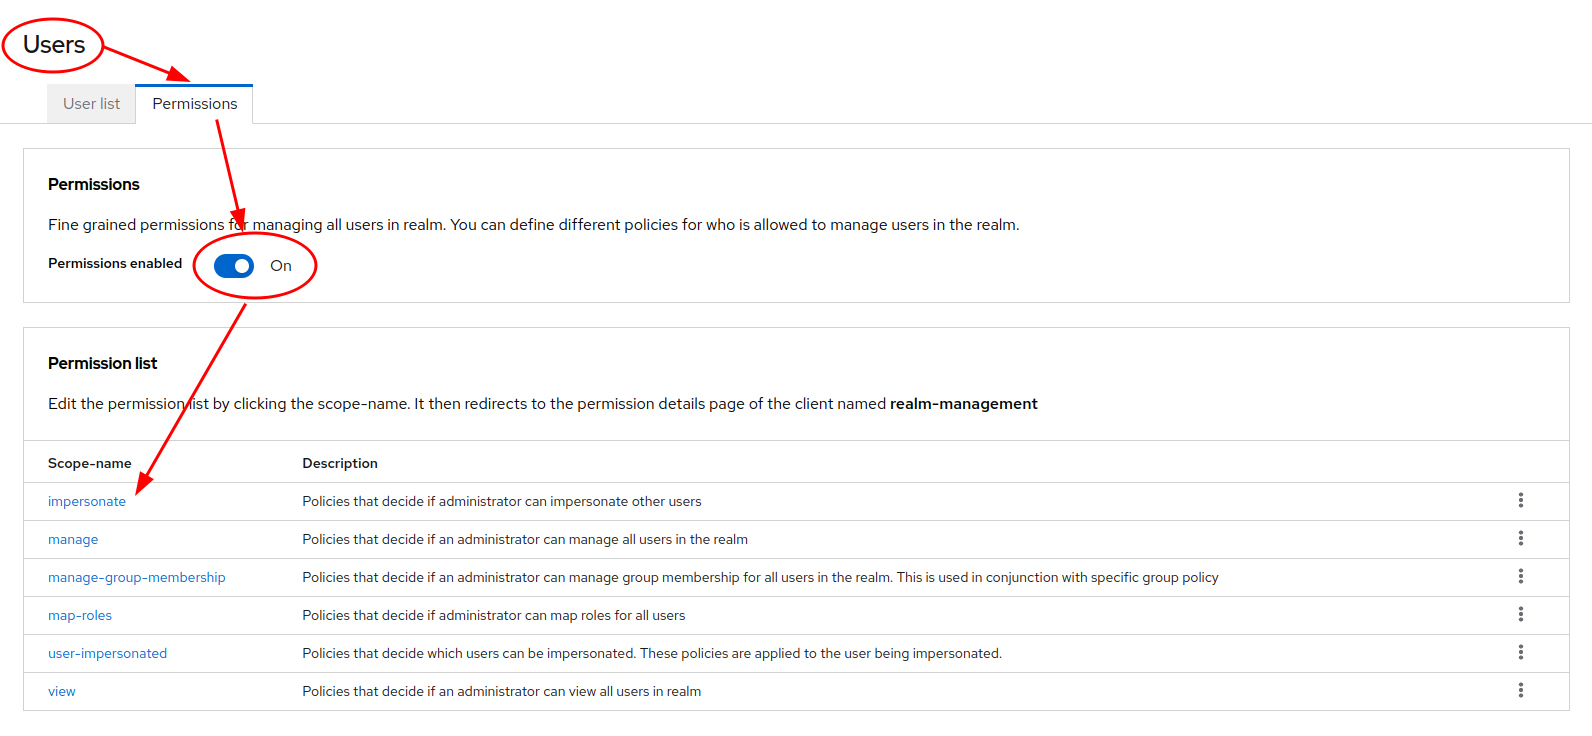 Users
User list Permissions
Permissions
Fine grained permissions for managing all users in realm. You can define different policies for who is allowed to manage users in the realm.
Permissions enabled On
Permission list
Edit the permission list by clicking the scope-name. It then redirects to the permission details page of the client named realm-management
Scope-name Description
impersonate Policies that decide if administrator can impersonate other users
manage Policies that decide if an administrator can manage all users in the realm
manage-group-membership Policies that decide if an administrator can manage group membership for all users in the realm. This is used in conjunction with specific group policy
map-roles Policies that decide if administrator can map roles for all users
user-impersonated Policies that decide which users can be impersonated. These policies are applied to the user being impersonated.
view Policies that decide if an administrator can view all users in realm